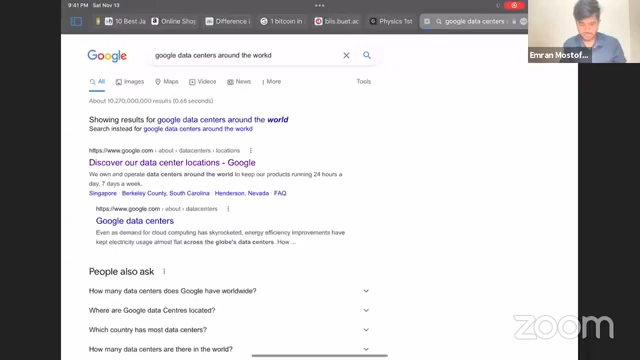 9:41 PM Sat Nov 13
10 Best Ja
Online Shop
Difference i
1 bitcoin in
biis.buet.ac
Physics 1st
google data centers
Emran Mostof...
Google
google data centers around the workd
All Images Maps Videos News More Tools
About 10,270,000,000 results (0.68 seconds)
Showing results for google data centers around the world
Search instead for google data centers around the workd
https://www.google.com › about › datacenters › locations
Discover our data center locations - Google
We own and operate data centers around the world to keep our products running 24 hours a
day, 7 days a week.
Singapore · Berkeley County, South Carolina · Henderson, Nevada · FAQ
https://www.google.com › about › datacenters
Google data centers
Even as demand for cloud computing has skyrocketed, energy efficiency improvements have
kept electricity usage almost flat across the globe's data centers. How ...
People also ask
How many data centers does Google have worldwide?
Where are Google data Centres located?
Which country has most data centers?
How many data centers are there in the world?
zoom